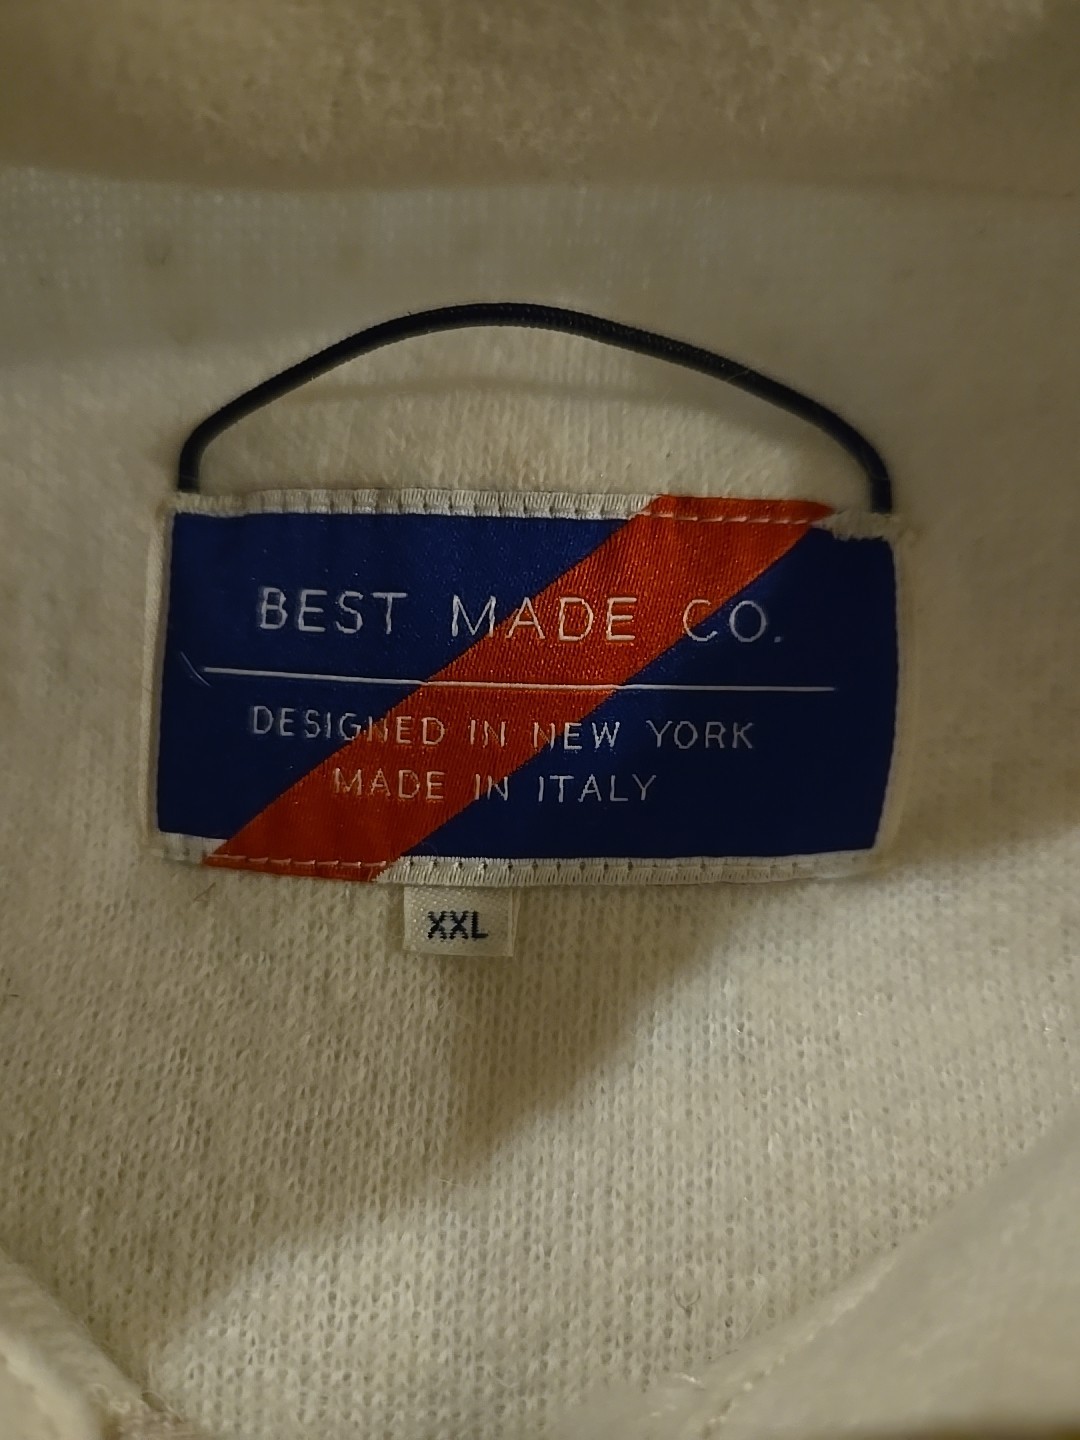 BEST MADE CO.
DESIGNED IN NEW YORK
MADE IN ITALY
XXL